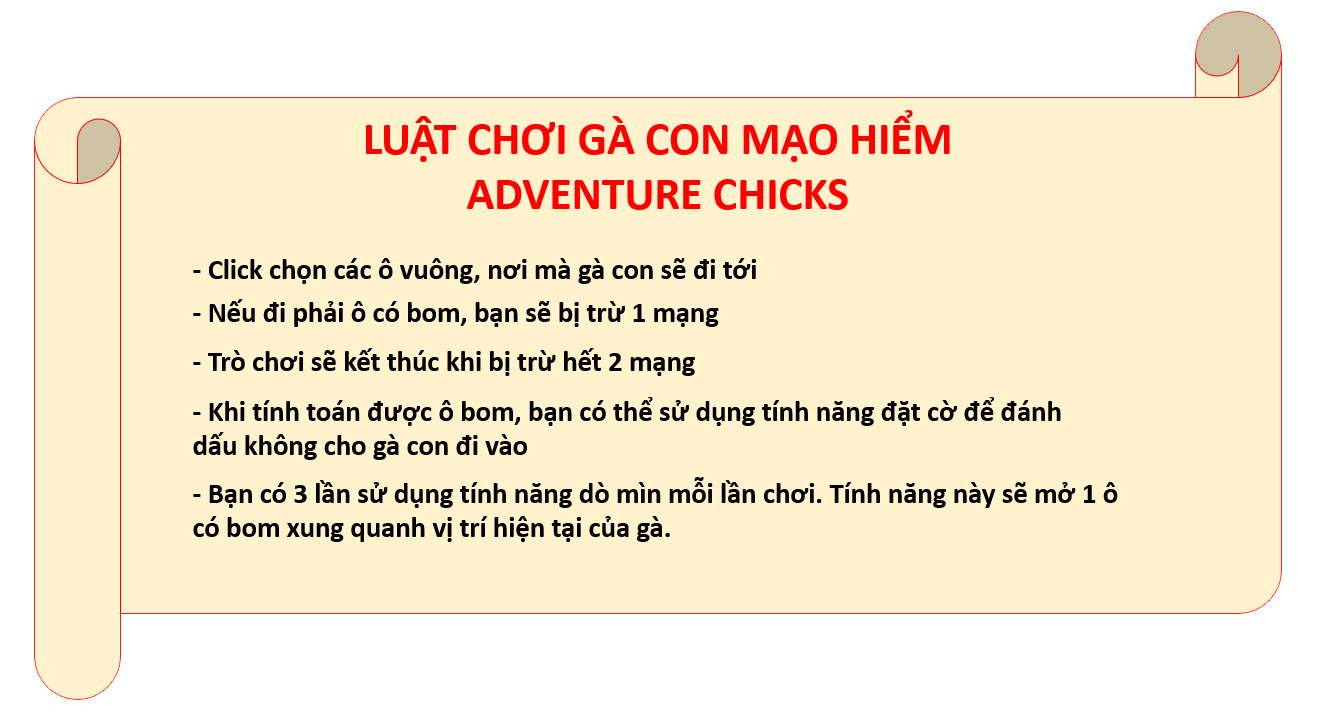 LUẬT CHƠI GÀ CON MẠO HIỂM
ADVENTURE CHICKS
- Click chọn các ô vuông, nơi mà gà con sẽ đi tới
- Nếu đi phải ô có bom, bạn sẽ bị trừ 1 mạng
- Trò chơi sẽ kết thúc khi bị trừ hết 2 mạng
- Khi tính toán được ô bom, bạn có thể sử dụng tính năng đặt cờ để đánh
dấu không cho gà con đi vào
- Bạn có 3 lần sử dụng tính năng dò mìn mỗi lần chơi. Tính năng này sẽ mở 1 ô
có bom xung quanh vị trí hiện tại của gà.